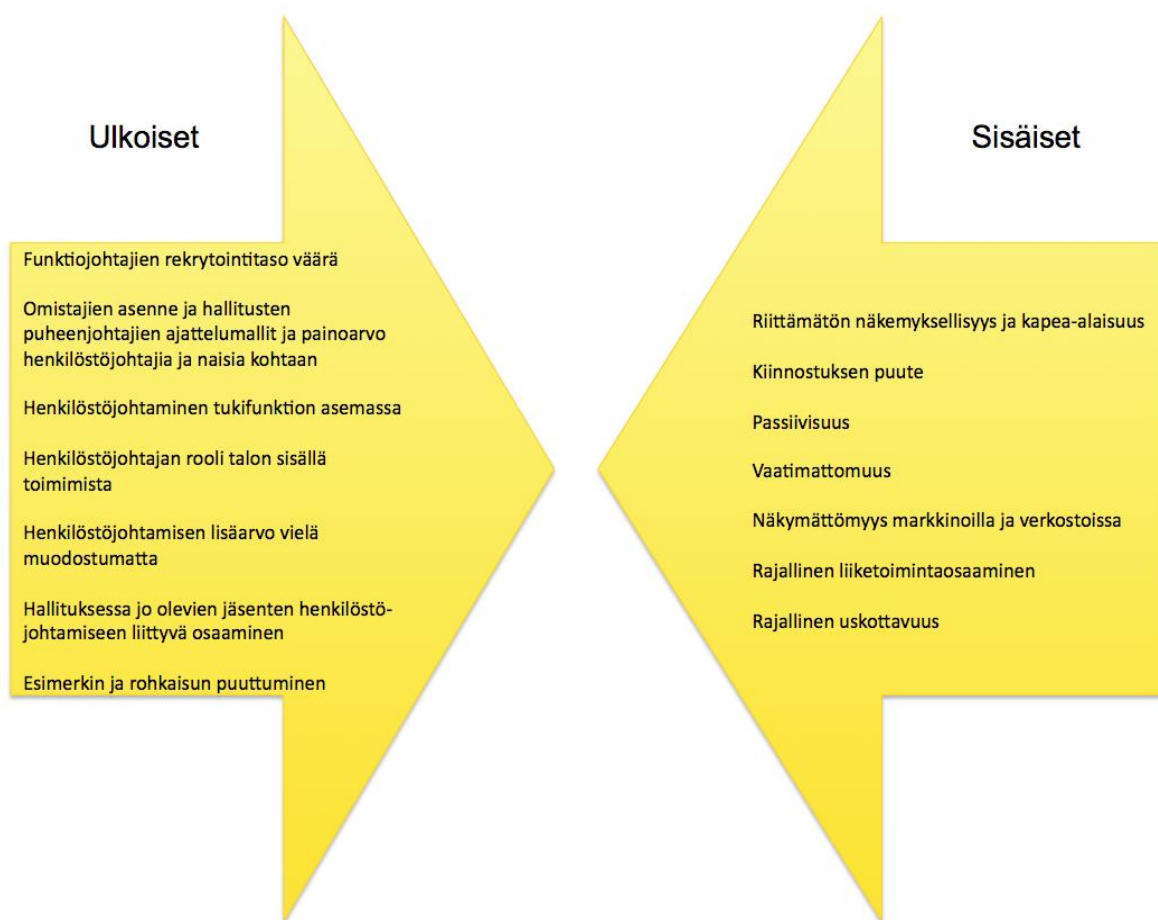 Ulkoiset
Funktiojohtajien rekrytointitaso väärä
Omistajien asenne ja hallitusten
puheenjohtajien ajattelumallit ja painoarvo
henkilöstöjohtajia ja naisia kohtaan
Henkilöstöjohtaminen tukifunktion asemassa
Henkilöstöjohtajan rooli talon sisällä
toimimista
Henkilöstöjohtamisen lisäarvo vielä
muodostumatta
Hallituksessa jo olevien jäsenten henkilöstö-
johtamiseen liittyvä osaaminen
Esimerkin ja rohkaisun puuttuminen
Sisäiset
Riittämätön näkemyksellisyys ja kapea-alaisuus
Kiinnostuksen puute
Passiivisuus
Vaatimattomuus
Näkymättömyys markkinoilla ja verkostoissa
Rajallinen liiketoimintaosaaminen
Rajallinen uskottavuus